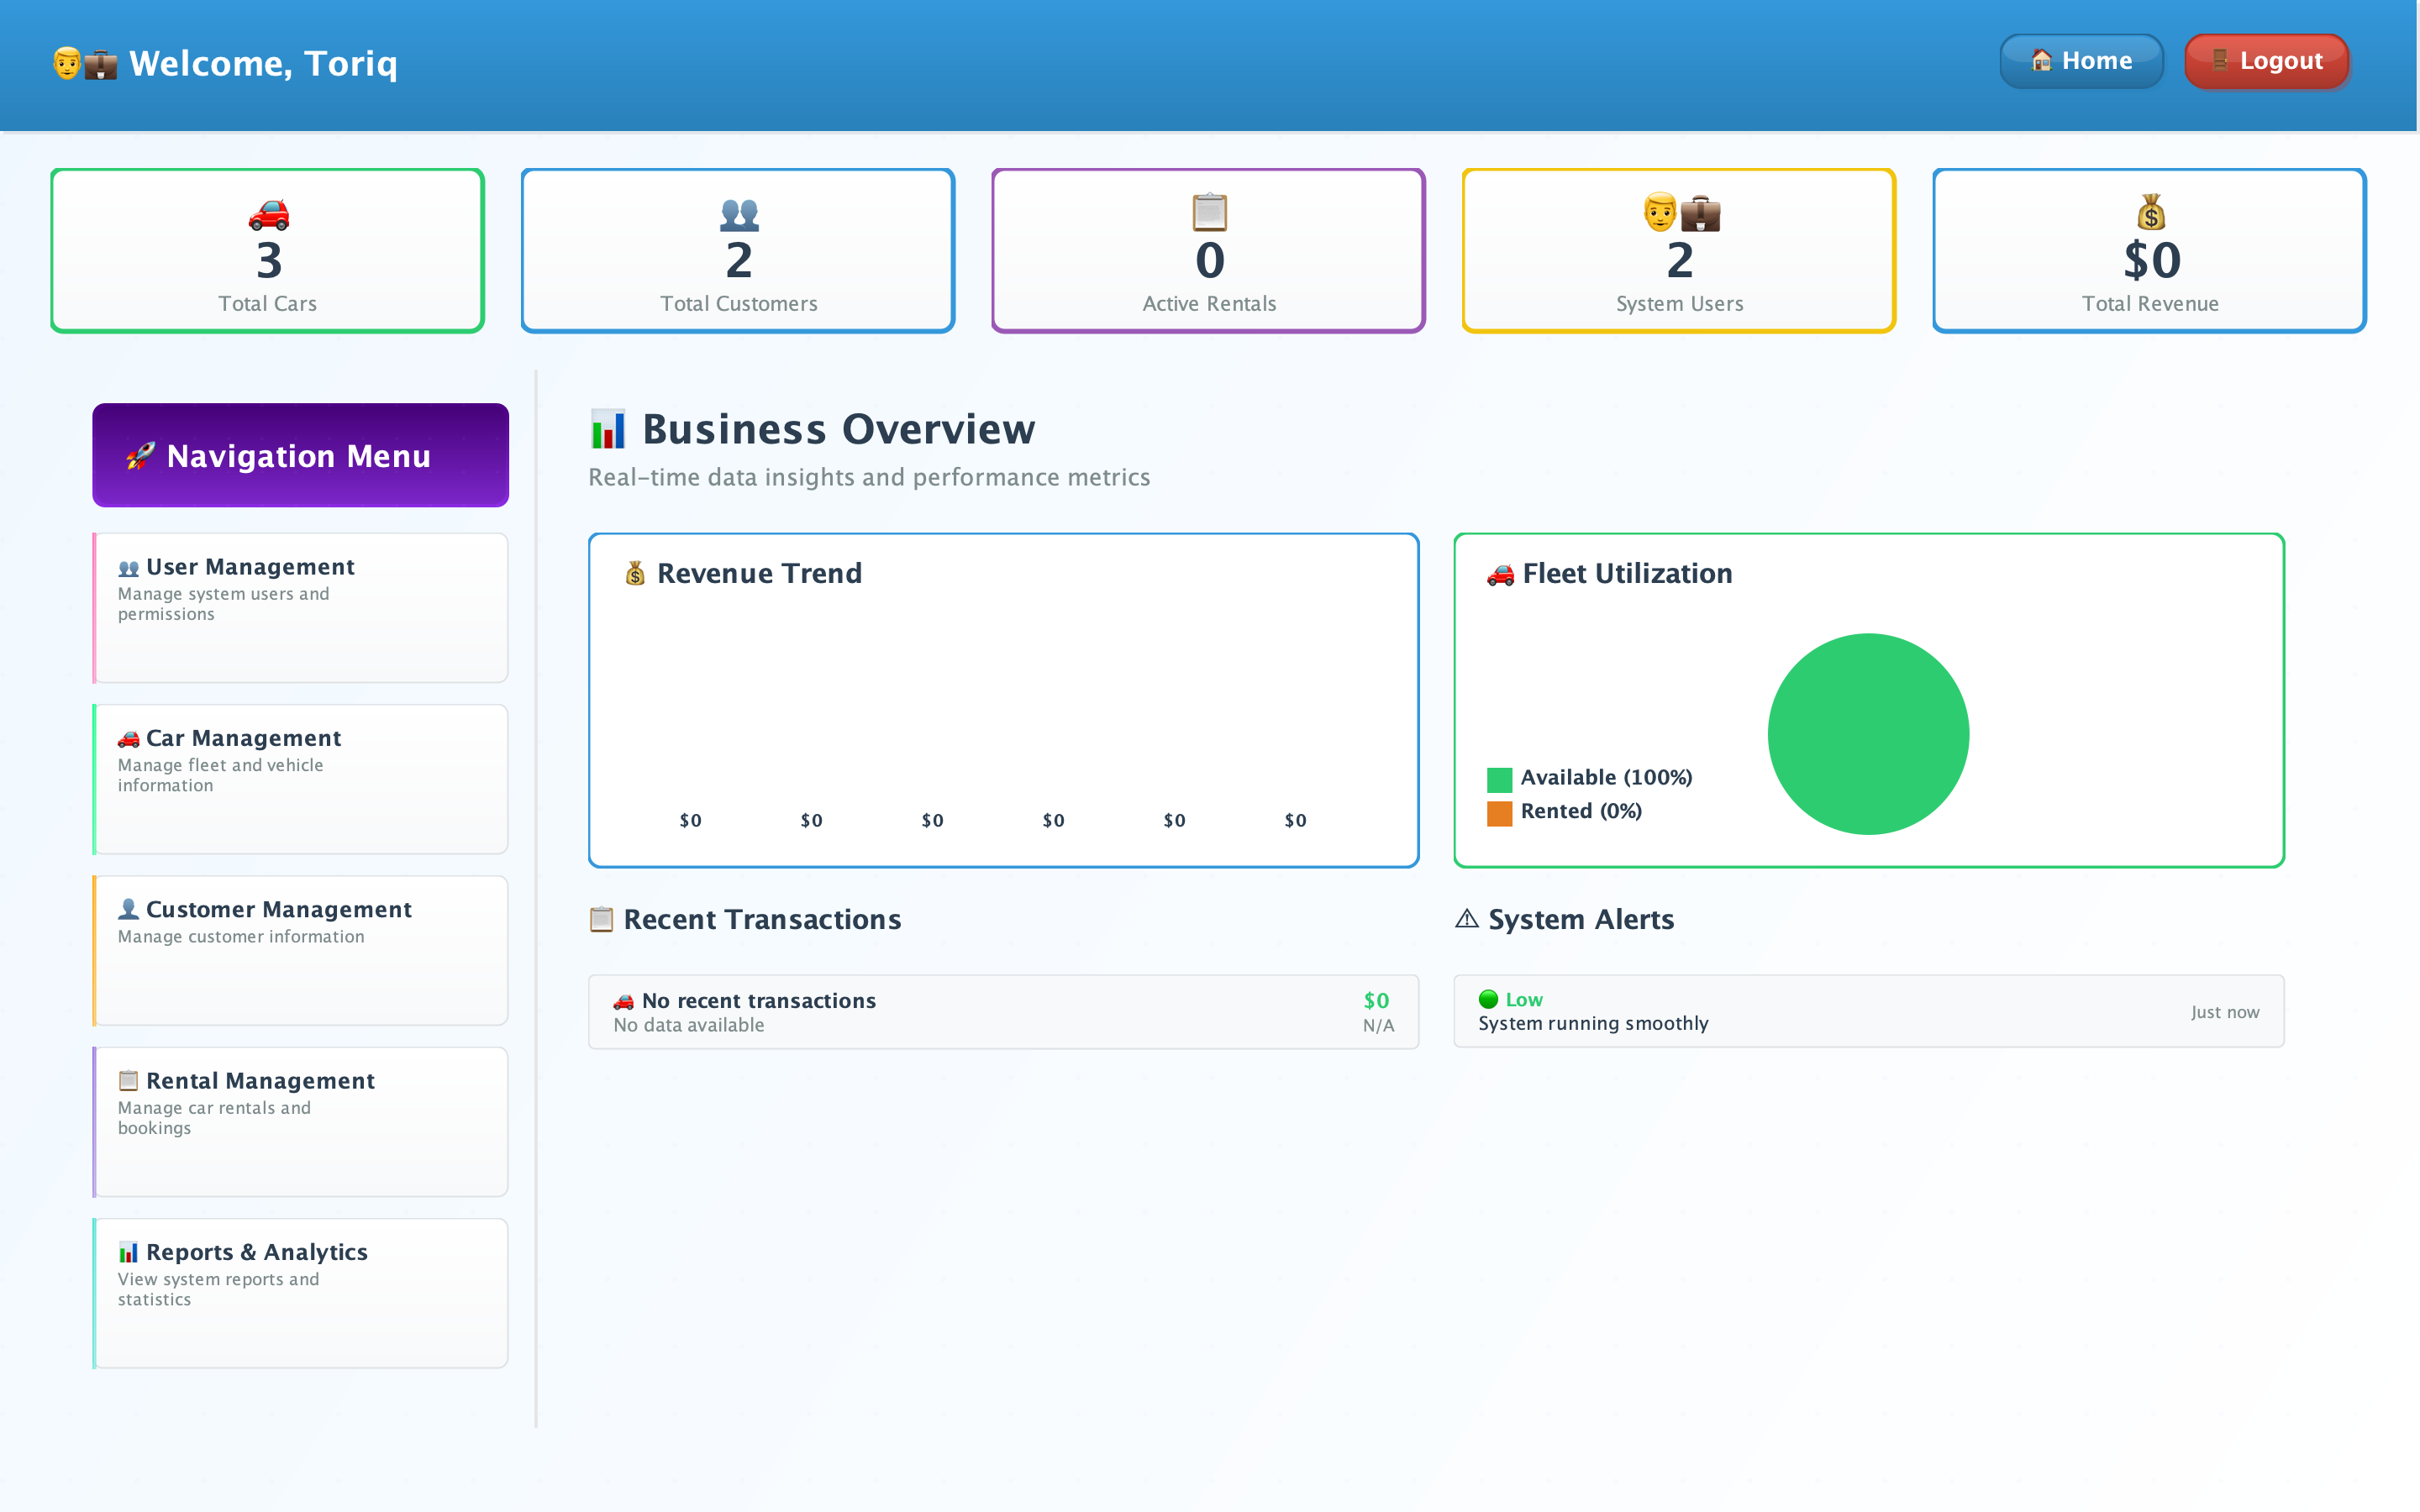 Welcome, Toriq
Home
Logout
3
Total Cars
2
Total Customers
0
Active Rentals
2
System Users
$0
Total Revenue
Navigation Menu
User Management
Manage system users and
permissions
Car Management
Manage fleet and vehicle
information
Customer Management
Manage customer information
Rental Management
Manage car rentals and
bookings
Reports & Analytics
View system reports and
statistics
Business Overview
Real-time data insights and performance metrics
Revenue Trend
$0 $0 $0 $0 $0 $0
Fleet Utilization
Available (100%)
Rented (0%)
Recent Transactions
No recent transactions
$0
No data available
N/A
System Alerts
Low
System running smoothly
Just now